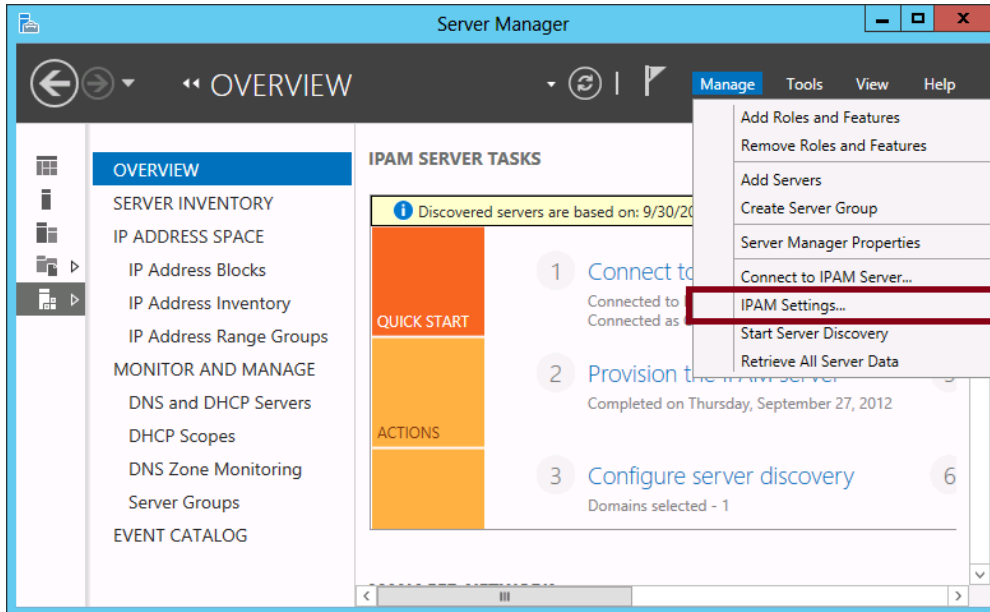 Server Manager
OVERVIEW
Manage Tools View Help
Add Roles and Features
Remove Roles and Features
Add Servers
Create Server Group
Server Manager Properties
Connect to IPAM Server...
IPAM Settings...
Start Server Discovery
Retrieve All Server Data
OVERVIEW
SERVER INVENTORY
IP ADDRESS SPACE
IP Address Blocks
IP Address Inventory
IP Address Range Groups
MONITOR AND MANAGE
DNS and DHCP Servers
DHCP Scopes
DNS Zone Monitoring
Server Groups
EVENT CATALOG
IPAM SERVER TASKS
Discovered servers are based on: 9/30/20
QUICK START
ACTIONS
1 Connect to
Connected to
Connected as
2 Provision the IPAM server
Completed on Thursday, September 27, 2012
3 Configure server discovery
Domains selected - 1
6